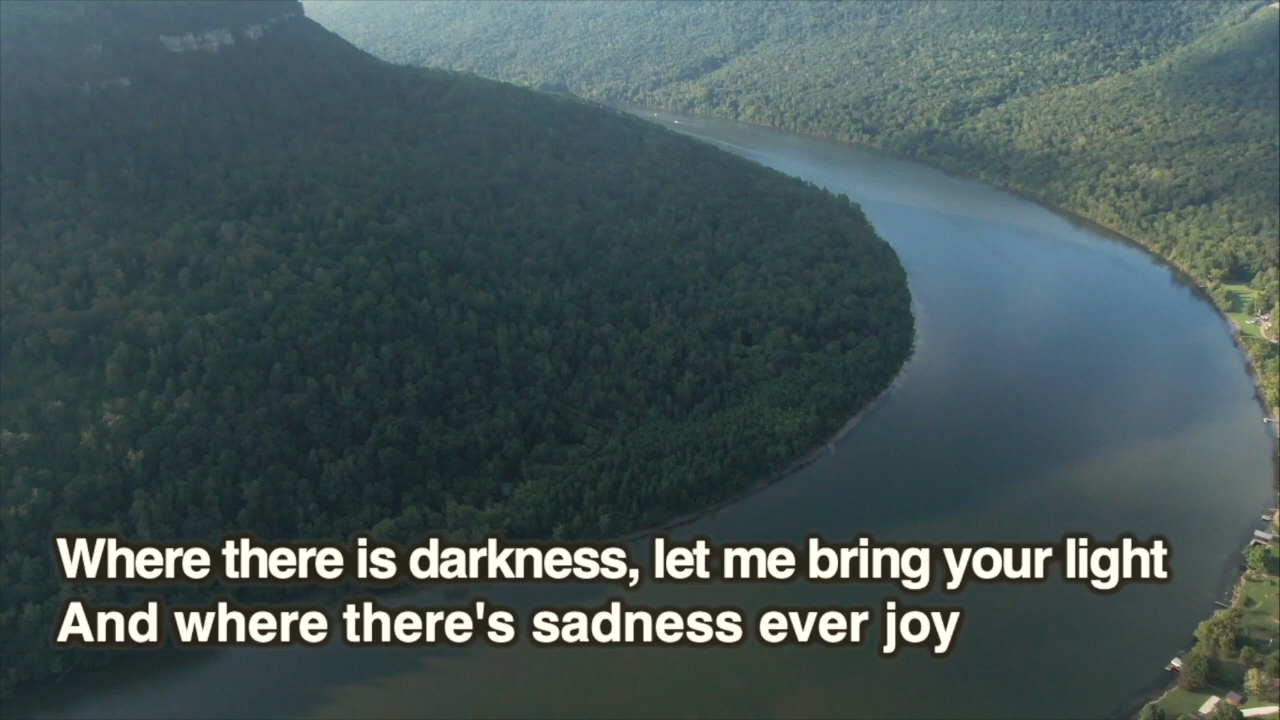 Where there is darkness, let me bring your light
And where there's sadness ever joy